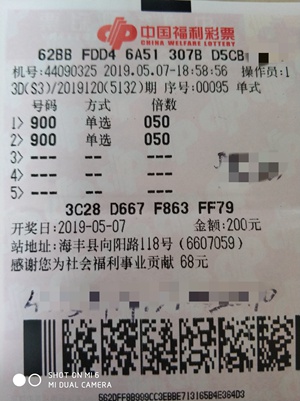 中国福利彩票
CHINA WELFARE LOTTERY
62BB FDD4 6A51 307B D5CB
机号:44090325 2019.05.07-18:58:56 操作员:1
3D(S3)/2019120(5132)期 序号:00095 单式
号码 方式 倍数
1> 900 单选 050
2> 900 单选 050
3> --- --- ---
4> --- --- ---
5> --- --- ---
3C28 D667 F863 FF79
开奖日:2019-05-07 金额:200元
站地址:海丰县向阳路118号 (6607059)
感谢您为社会福利事业贡献 68元
SHOT ON MI 6
MI DUAL CAMERA
562DFF8B999CC3EBBE713165B4E364D3